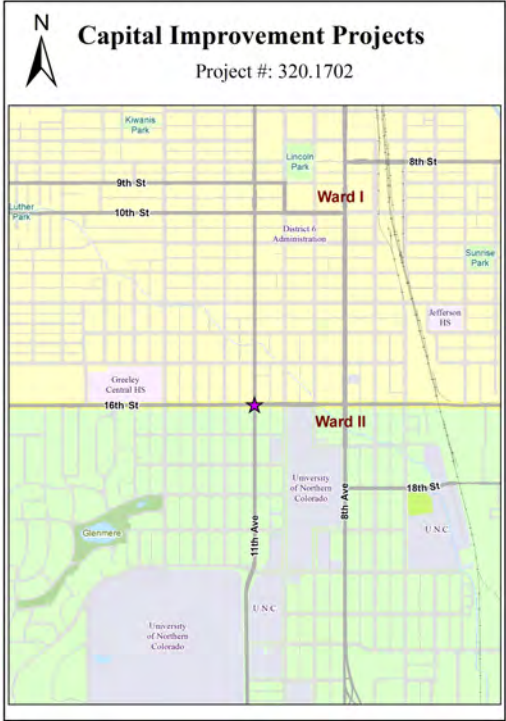 N
Capital Improvement Projects
Project #: 320.1702
Kiwanis
Park
Lincoln
Park
8th St
9th St
Ward I
Luther
Park
10th St
District 6
Administration
Sunrise
Park
Jefferson
HS
Greeley
Central HS
16th St
Ward II
University
of Northern
Colorado
18th St
8th Ave
U.N.C
Glenmere
11th Ave
U.N.C
University
of Northern
Colorado